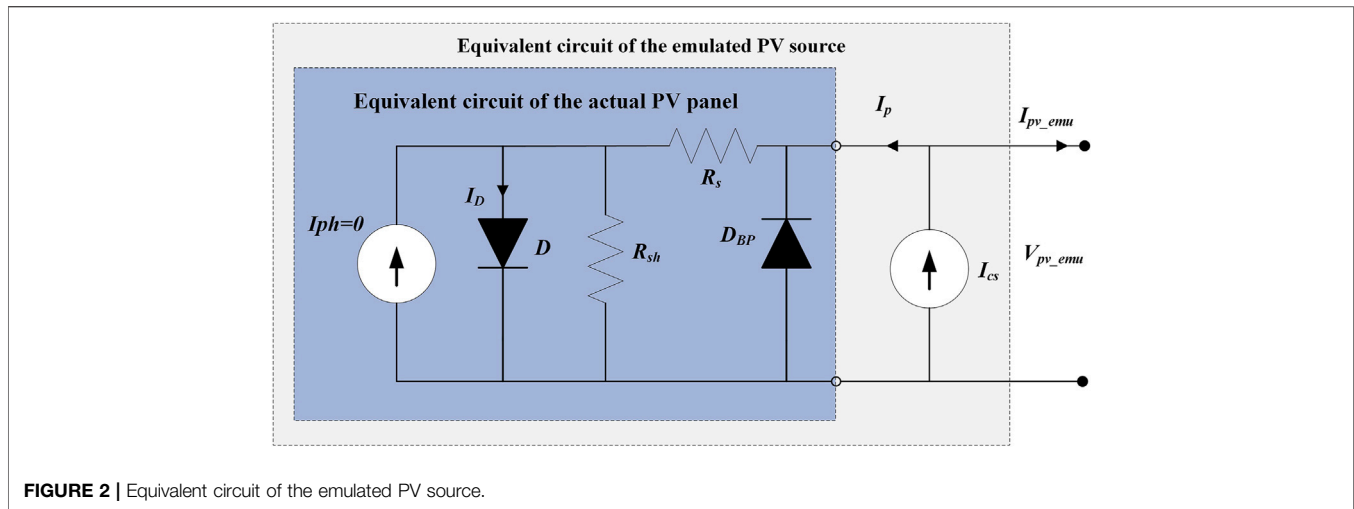 Equivalent circuit of the emulated PV source
Equivalent circuit of the actual PV panel
I_p
I_pv_emu
R_s
I_D
Iph=0
D
R_sh
D_BP
I_cs
V_pv_emu
FIGURE 2 | Equivalent circuit of the emulated PV source.